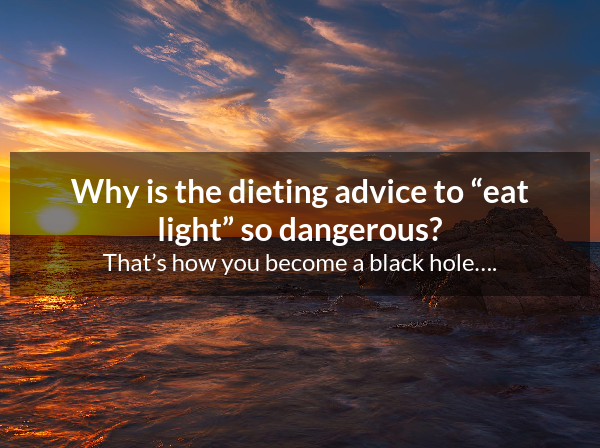 Why is the dieting advice to “eat
light” so dangerous?
That’s how you become a black hole....